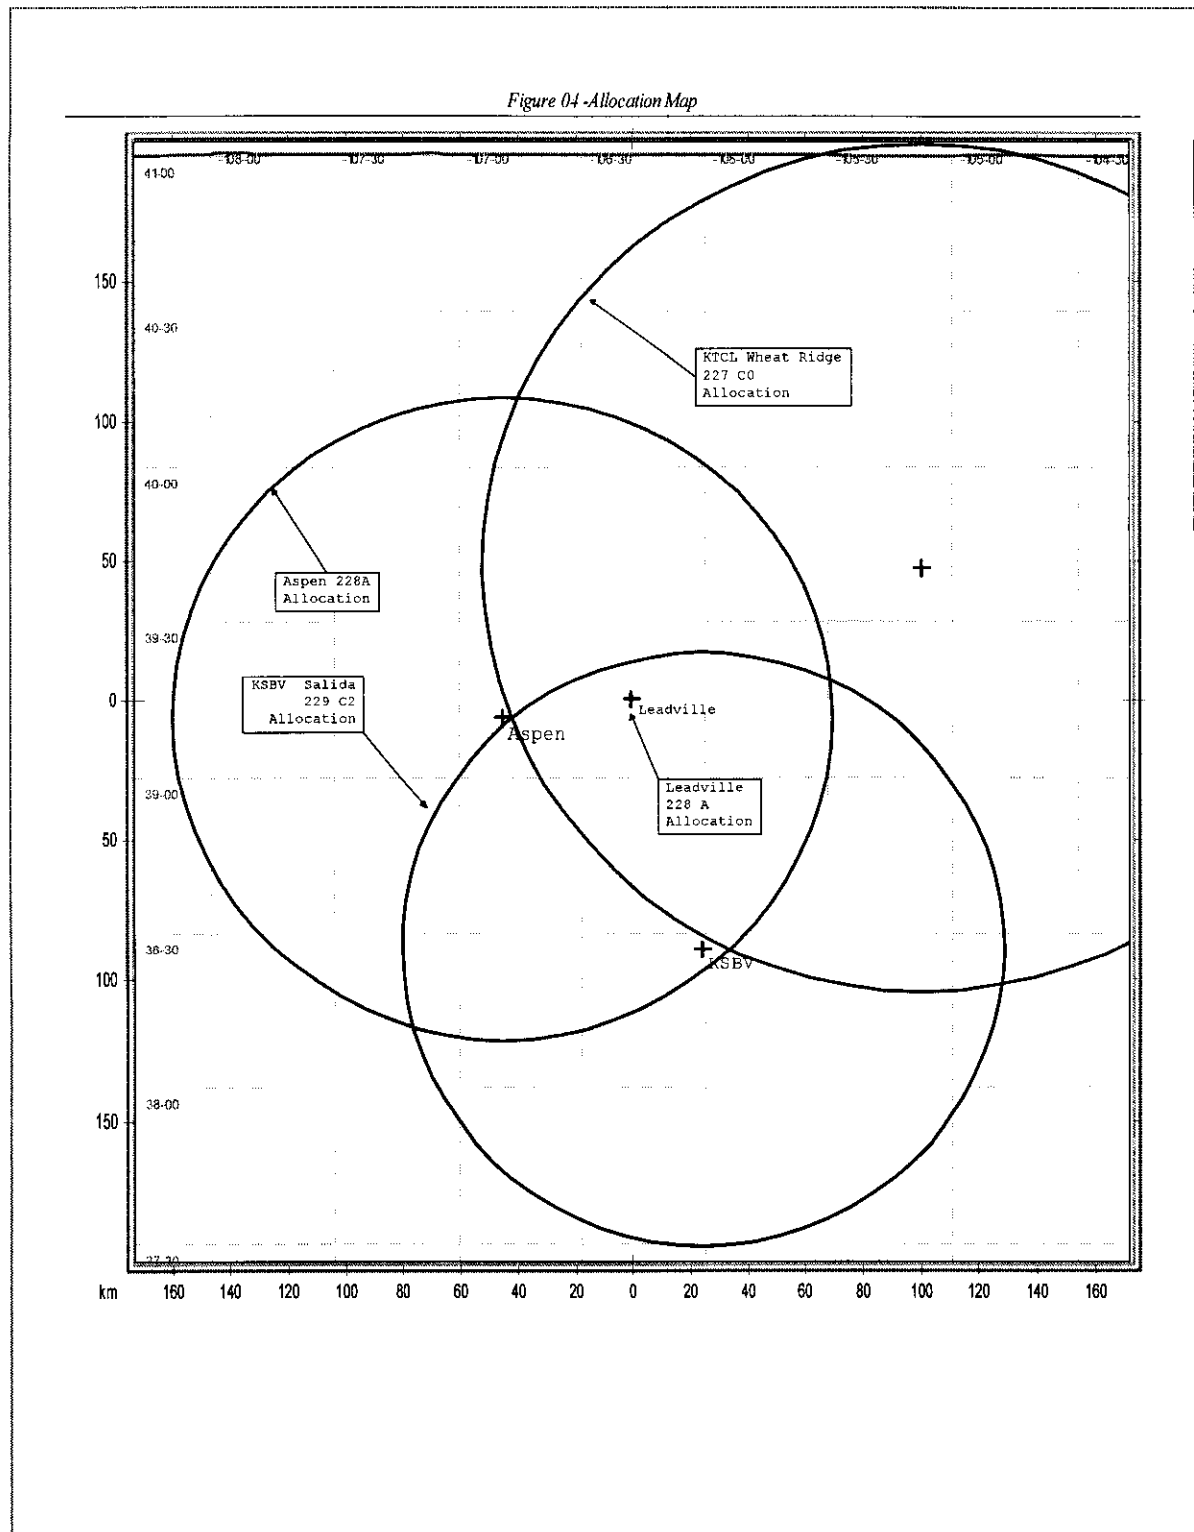 Figure 04 -Allocation Map
-108-00 -107-30 -107-00 -106-30 -106-00 -105-30 -105-00 -104-30
41-00
150
40-30
KTCL Wheat Ridge
227 C0
Allocation
100
40-00
50
Aspen 228A
Allocation
39-30
KSBV Salida
229 C2
Allocation
0
Leadville
Aspen
Leadville
228 A
Allocation
39-00
50
38-30
KSBV
100
38-00
150
37-30
km 160 140 120 100 80 60 40 20 0 20 40 60 80 100 120 140 160